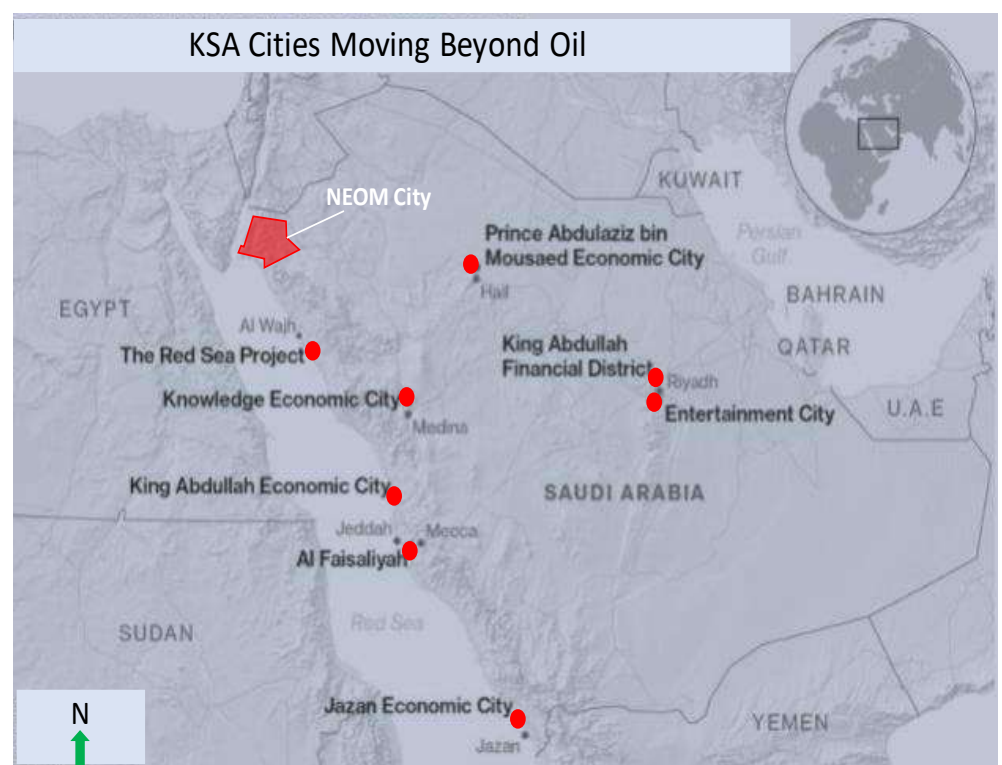 KSA Cities Moving Beyond Oil
KUWAIT
NEOM City
Persian
Gulf
Prince Abdulaziz bin
Mousaed Economic City
Hail
BAHRAIN
EGYPT
Al Wajh
The Red Sea Project
King Abdullah
Financial District
QATAR
Riyadh
Knowledge Economic City
Medina
Entertainment City
U.A.E
King Abdullah Economic City
SAUDI ARABIA
Jeddah
Mecca
Al Faisaliyah
Red Sea
SUDAN
Jazan Economic City
Jazan
YEMEN
N